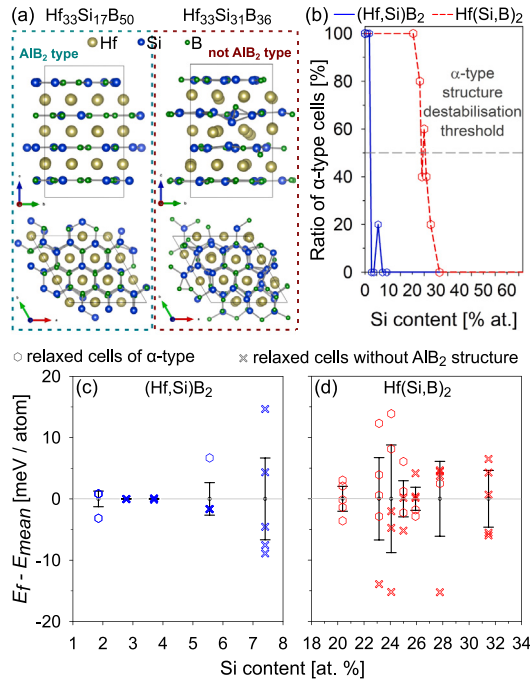 (a) Hf33Si17B50 Hf33Si31B36
Hf Si B
AlB2 type
not AlB2 type
(b) (Hf,Si)B2 Hf(Si,B)2
Ratio of α-type cells [%]
100
80
60
40
20
0
α-type
structure
destabilisation
threshold
0 10 20 30 40 50 60
Si content [% at.]
relaxed cells of α-type relaxed cells without AlB2 structure
(c) (Hf,Si)B2
(d) Hf(Si,B)2
Ef - Emean [meV / atom]
20
10
0
-10
-20
1 2 3 4 5 6 7 8
18 20 22 24 26 28 30 32 34
Si content [at. %] Si content [at. %]